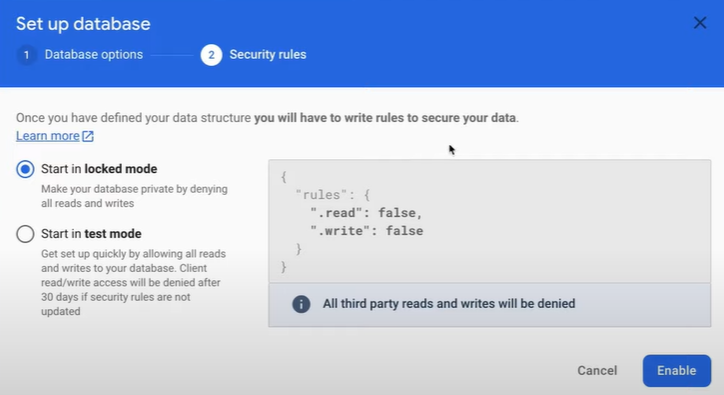 Set up database
1 Database options
2 Security rules
Once you have defined your data structure you will have to write rules to secure your data.
Learn more
Start in locked mode
Make your database private by denying
all reads and writes
Start in test mode
Get set up quickly by allowing all reads
and writes to your database. Client
read/write access will be denied after
30 days if security rules are not
updated
{
"rules": {
".read": false,
".write": false
}
}
All third party reads and writes will be denied
Cancel
Enable